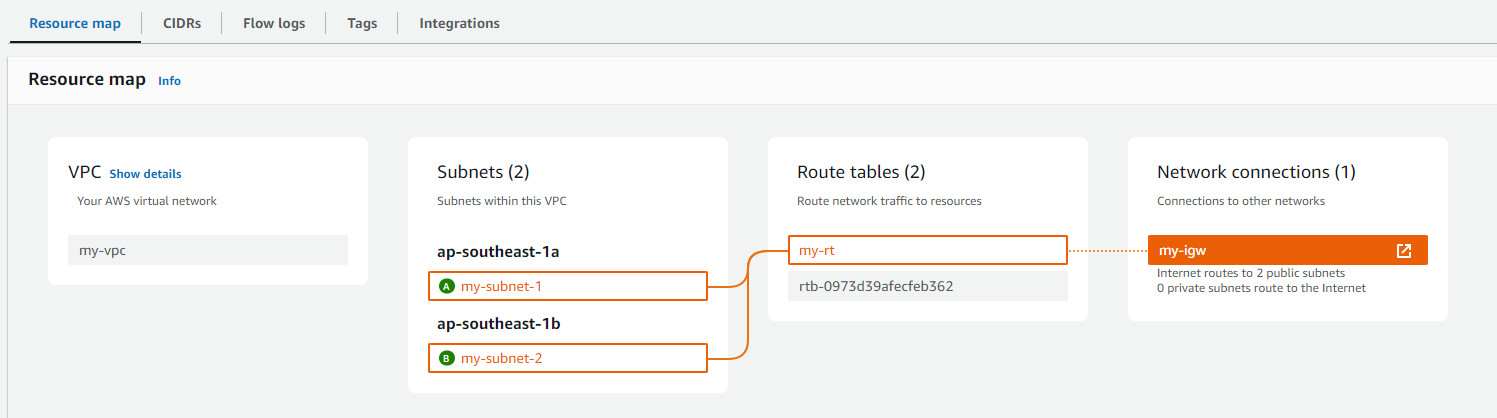 Resource map
CIDRs
Flow logs
Tags
Integrations
Resource map Info
VPC Show details
Your AWS virtual network
my-vpc
Subnets (2)
Subnets within this VPC
ap-southeast-1a
A my-subnet-1
ap-southeast-1b
B my-subnet-2
Route tables (2)
Route network traffic to resources
my-rt
rtb-0973d39afecfeb362
Network connections (1)
Connections to other networks
my-igw
Internet routes to 2 public subnets
0 private subnets route to the Internet